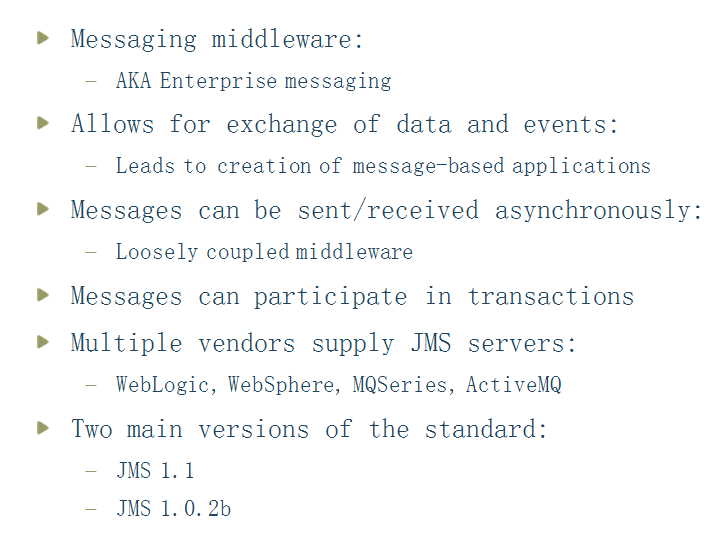 Messaging middleware:
– AKA Enterprise messaging
Allows for exchange of data and events:
– Leads to creation of message-based applications
Messages can be sent/received asynchronously:
– Loosely coupled middleware
Messages can participate in transactions
Multiple vendors supply JMS servers:
– WebLogic, WebSphere, MQSeries, ActiveMQ
Two main versions of the standard:
– JMS 1.1
– JMS 1.0.2b